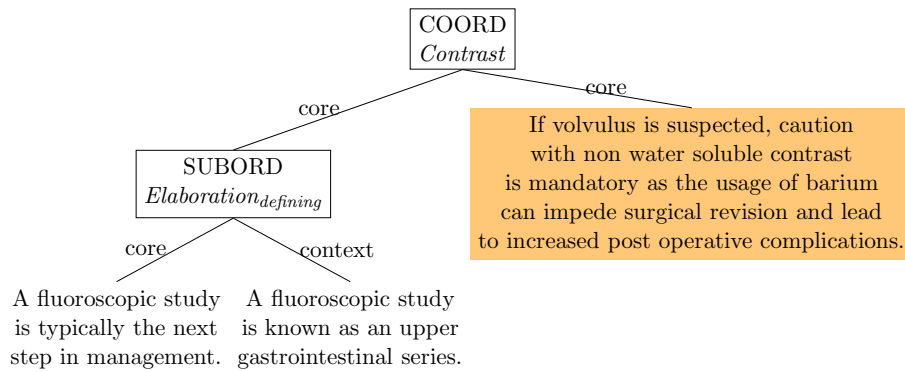 COORD
Contrast
core
core
If volvulus is suspected, caution
with non water soluble contrast
is mandatory as the usage of barium
can impede surgical revision and lead
to increased post operative complications.
SUBORD
Elaboration_defining
core
context
A fluoroscopic study
is typically the next
step in management.
A fluoroscopic study
is known as an upper
gastrointestinal series.